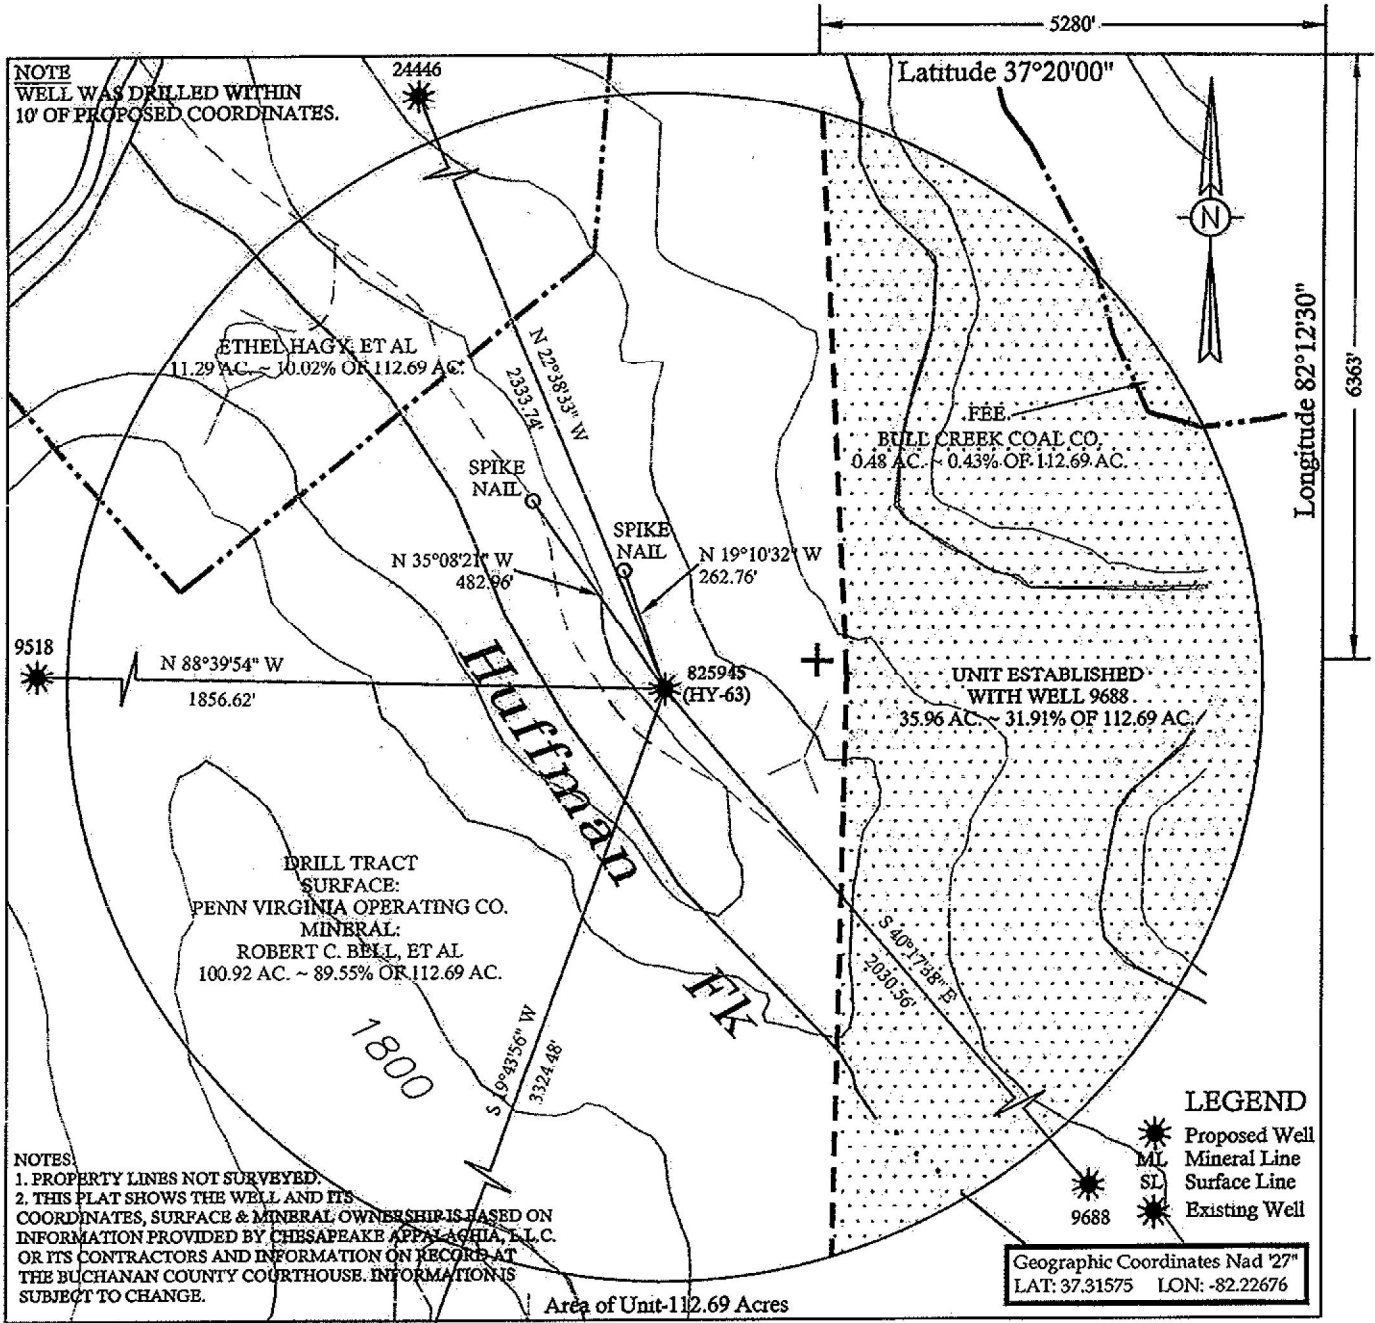 5280'
NOTE
WELL WAS DRILLED WITHIN
10' OF PROPOSED COORDINATES.
24446
Latitude 37°20'00"
N
Longitude 82°12'30"
6363'
ETHEL HAGY, ET AL
11.29 AC. ~ 10.02% OF 112.69 AC.
N 22°38'33" W
2333.74'
FEE
BULL CREEK COAL CO.
0.48 AC. ~ 0.43% OF 112.69 AC.
SPIKE
NAIL
SPIKE
NAIL
N 35°08'21" W
482.96'
N 19°10'32" W
262.76'
9518
N 88°39'54" W
1856.62'
825945
(HY-63)
UNIT ESTABLISHED
WITH WELL 9688
35.96 AC. ~ 31.91% OF 112.69 AC.
Huffman
Fk
DRILL TRACT
SURFACE:
PENN VIRGINIA OPERATING CO.
MINERAL:
ROBERT C. BELL, ET AL
100.92 AC. ~ 89.55% OF 112.69 AC.
S 40°17'38" E
2030.56'
1800
S 19°43'56" W
3324.48'
LEGEND
Proposed Well
ML Mineral Line
SL Surface Line
Existing Well
9688
NOTES:
1. PROPERTY LINES NOT SURVEYED.
2. THIS PLAT SHOWS THE WELL AND ITS
COORDINATES, SURFACE & MINERAL OWNERSHIP IS BASED ON
INFORMATION PROVIDED BY CHESAPEAKE APPALACHIA, L.L.C.
OR ITS CONTRACTORS AND INFORMATION ON RECORD AT
THE BUCHANAN COUNTY COURTHOUSE. INFORMATION IS
SUBJECT TO CHANGE.
Geographic Coordinates Nad '27"
LAT: 37.31575 LON: -82.22676
Area of Unit-112.69 Acres